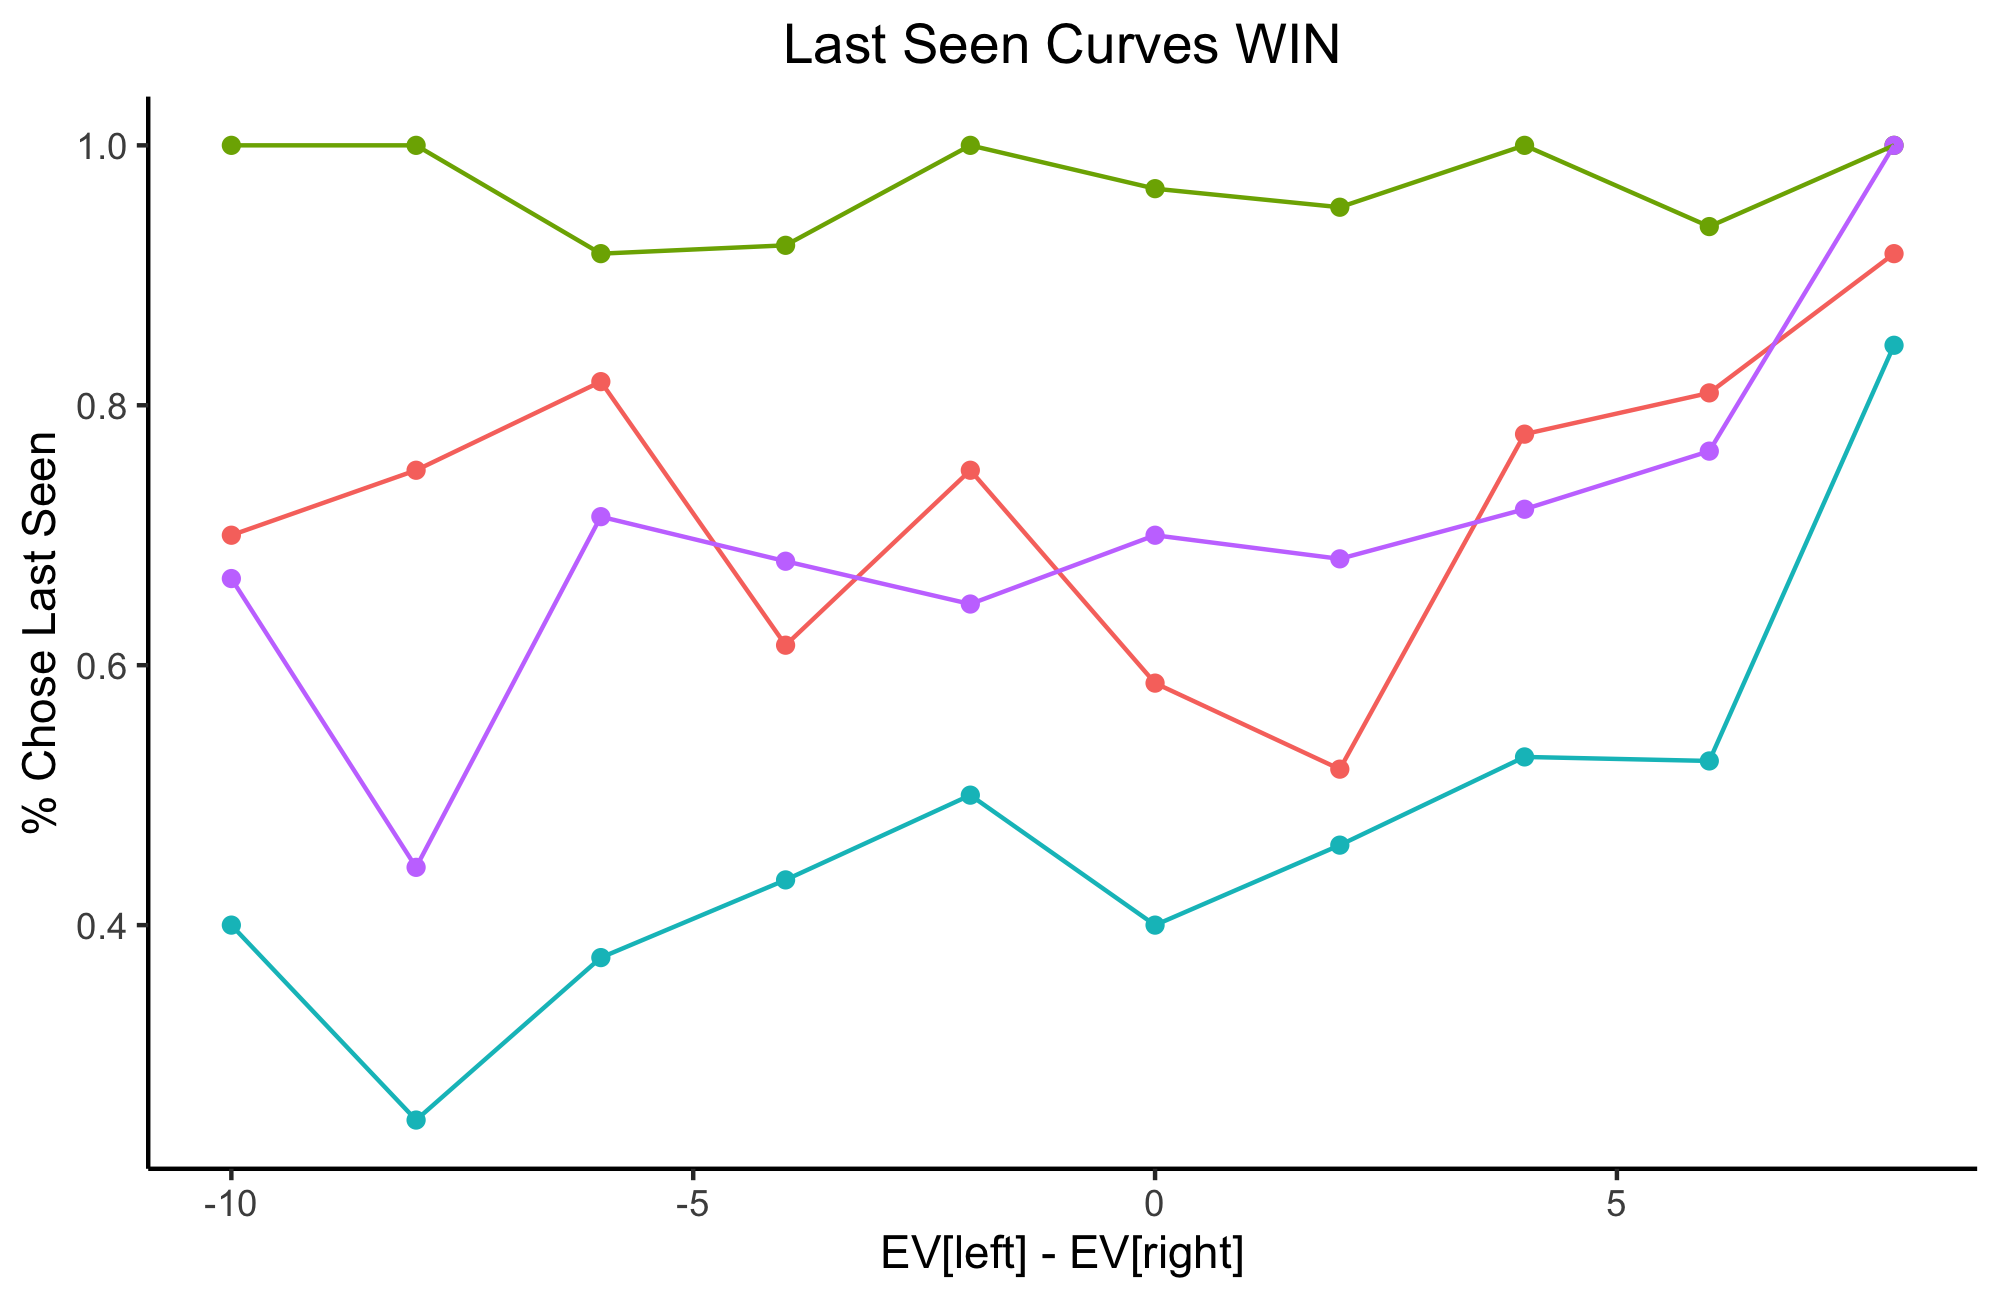 Last Seen Curves WIN
1.0
0.8
0.6
0.4
% Chose Last Seen
-10 -5 0 5
EV[left] - EV[right]